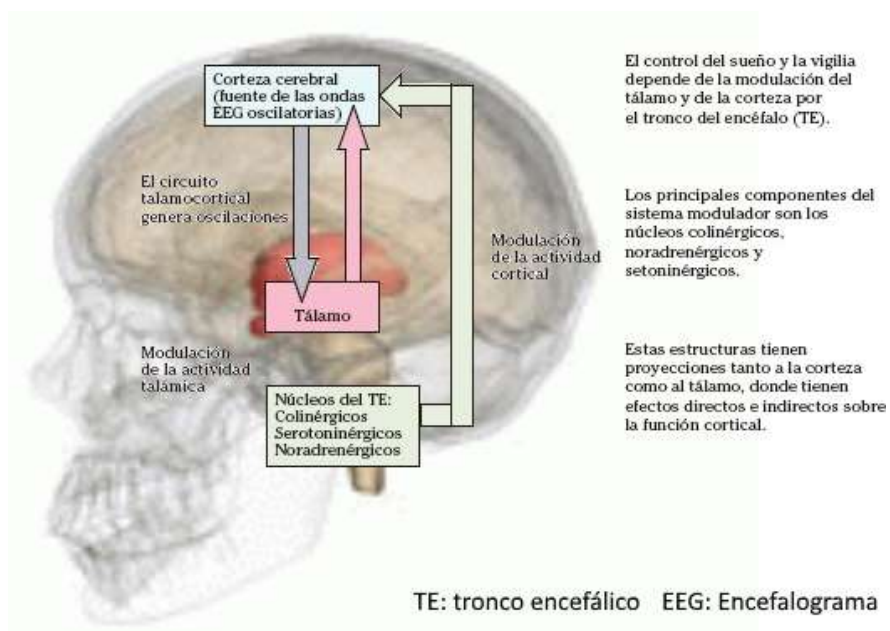 Corteza cerebral
(fuente de las ondas
EEG oscilatorias)
El circuito
talamocortical
genera oscilaciones
Modulación
de la actividad
cortical
Tálamo
Modulación
de la actividad
talámica
Núcleos del TE:
Colinérgicos
Serotoninérgicos
Noradrenérgicos
El control del sueño y la vigilia
depende de la modulación del
tálamo y de la corteza por
el tronco del encéfalo (TE).
Los principales componentes del
sistema modulador son los
núcleos colinérgicos,
noradrenérgicos y
setoninérgicos.
Estas estructuras tienen
proyecciones tanto a la corteza
como al tálamo, donde tienen
efectos directos e indirectos sobre
la función cortical.
TE: tronco encefálico EEG: Encefalograma